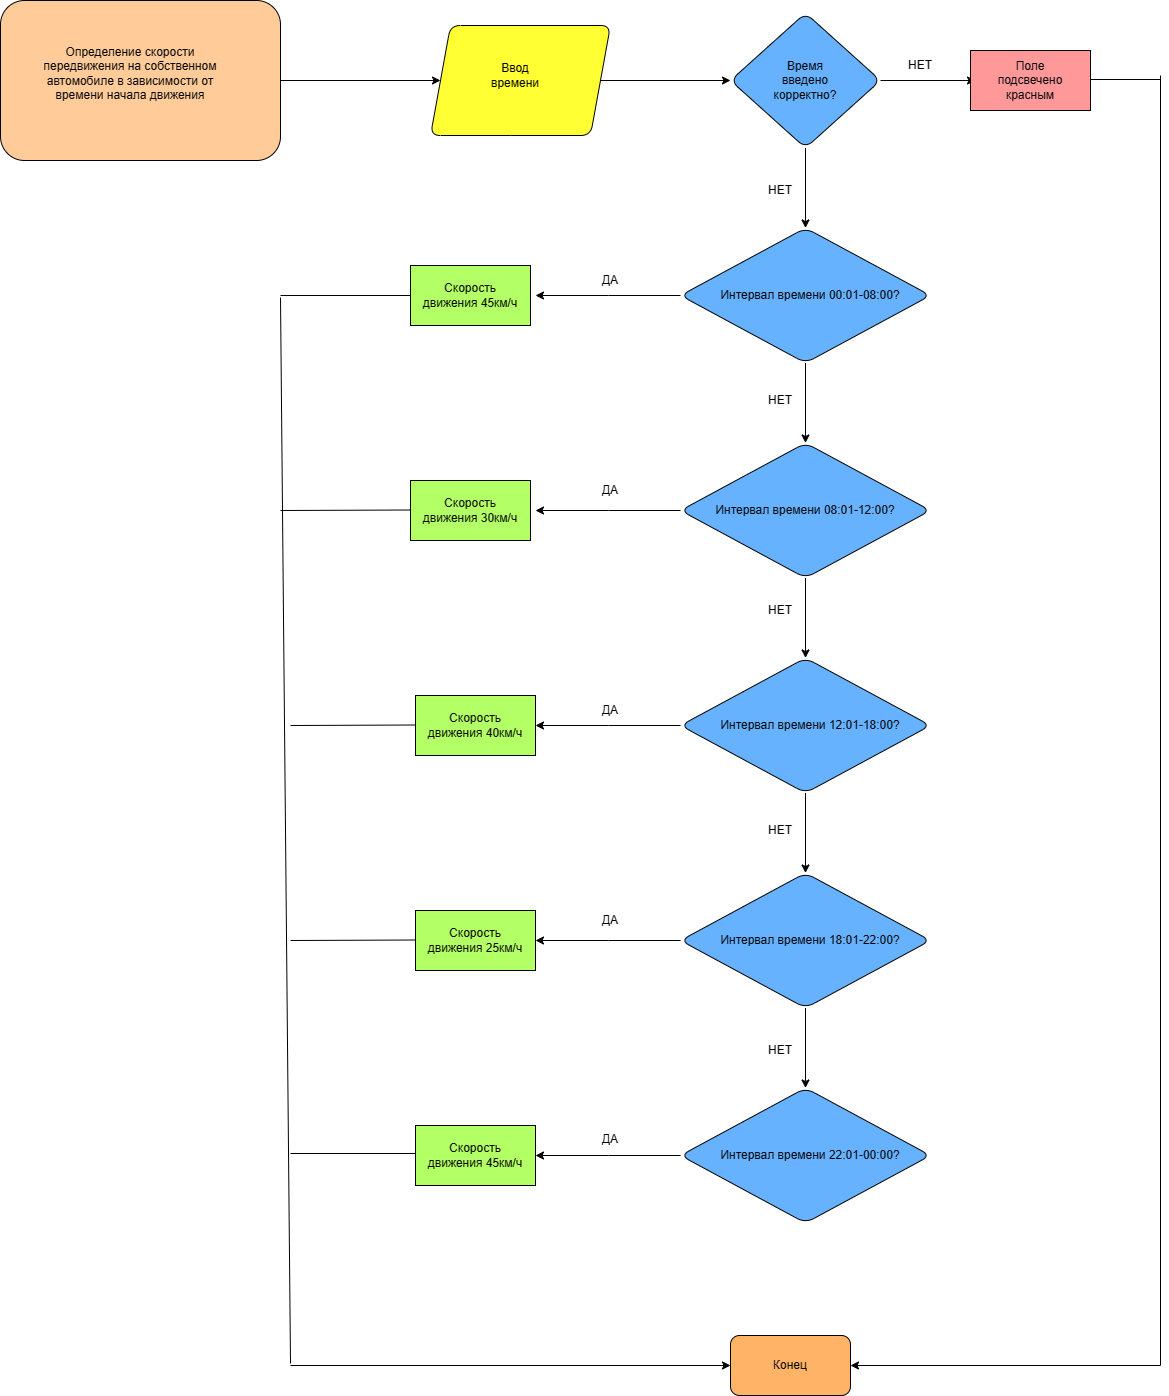 Определение скорости
передвижения на собственном
автомобиле в зависимости от
времени начала движения
Ввод
времени
Время
введено
корректно?
НЕТ
Поле
подсвечено
красным
НЕТ
Скорость
движения 45км/ч
ДА
Интервал времени 00:01-08:00?
НЕТ
Скорость
движения 30км/ч
ДА
Интервал времени 08:01-12:00?
НЕТ
Скорость
движения 40км/ч
ДА
Интервал времени 12:01-18:00?
НЕТ
Скорость
движения 25км/ч
ДА
Интервал времени 18:01-22:00?
НЕТ
Скорость
движения 45км/ч
ДА
Интервал времени 22:01-00:00?
Конец